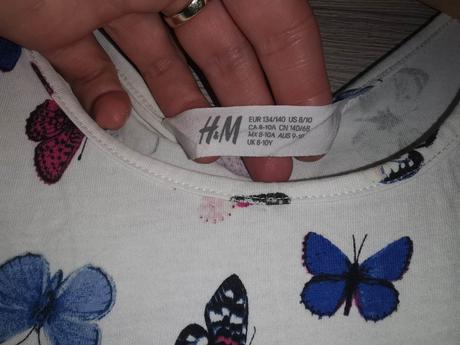 H&M
EUR 134/140 US 8/10
CA 8-10A CN 140/68
MX 8-10A AUS 9-10
UK 8-10Y